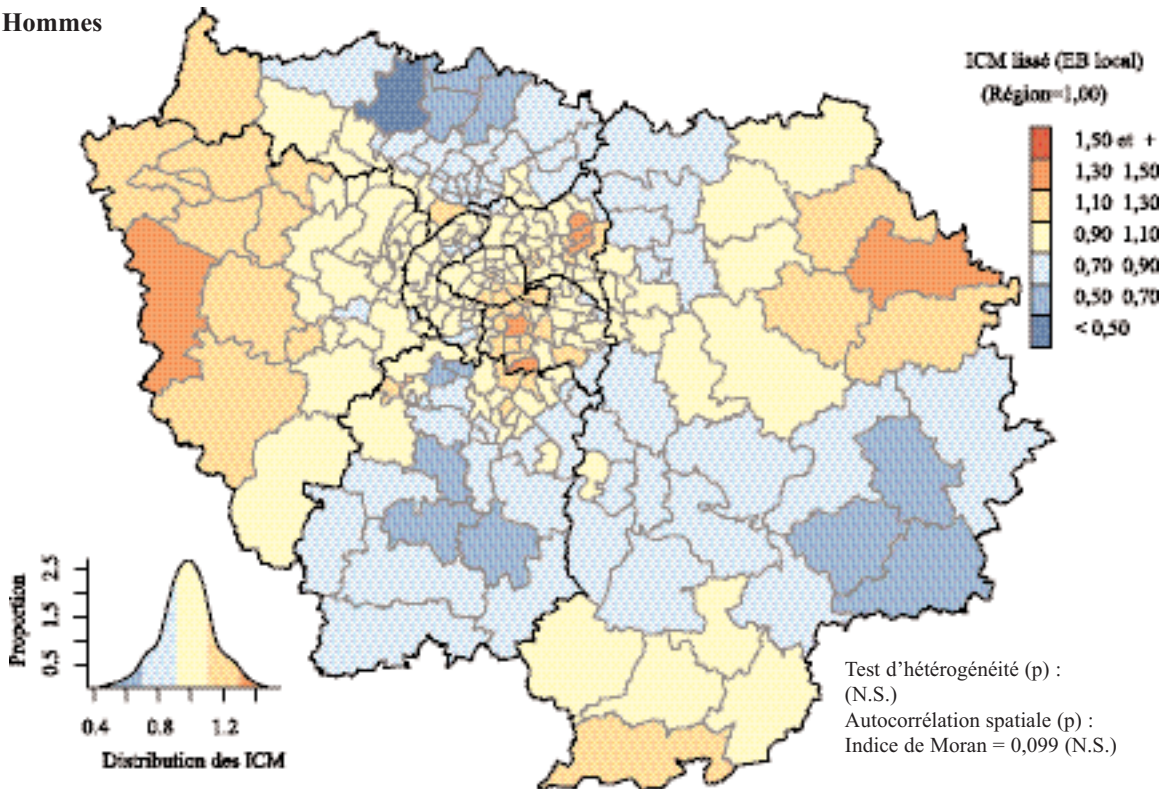 Hommes
ICM lissé (EB local)
(Région=1,00)
1,50 et +
1,30 1,50
1,10 1,30
0,90 1,10
0,70 0,90
0,50 0,70
< 0,50
Proportion
2.5
1.5
0.5
0.4 0.8 1.2
Distribution des ICM
Test d'hétérogénéité (p) :
(N.S.)
Autocorrélation spatiale (p) :
Indice de Moran = 0,099 (N.S.)